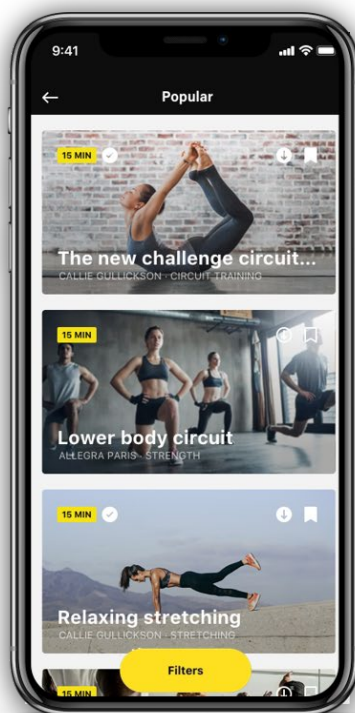 9:41
Popular
15 MIN
The new challenge circuit...
CALLIE GULLICKSON · CIRCUIT TRAINING
15 MIN
Lower body circuit
ALLEGRA PARIS · STRENGTH
15 MIN
Relaxing stretching
CALLIE GULLICKSON · STRETCHING
Filters
15 MIN